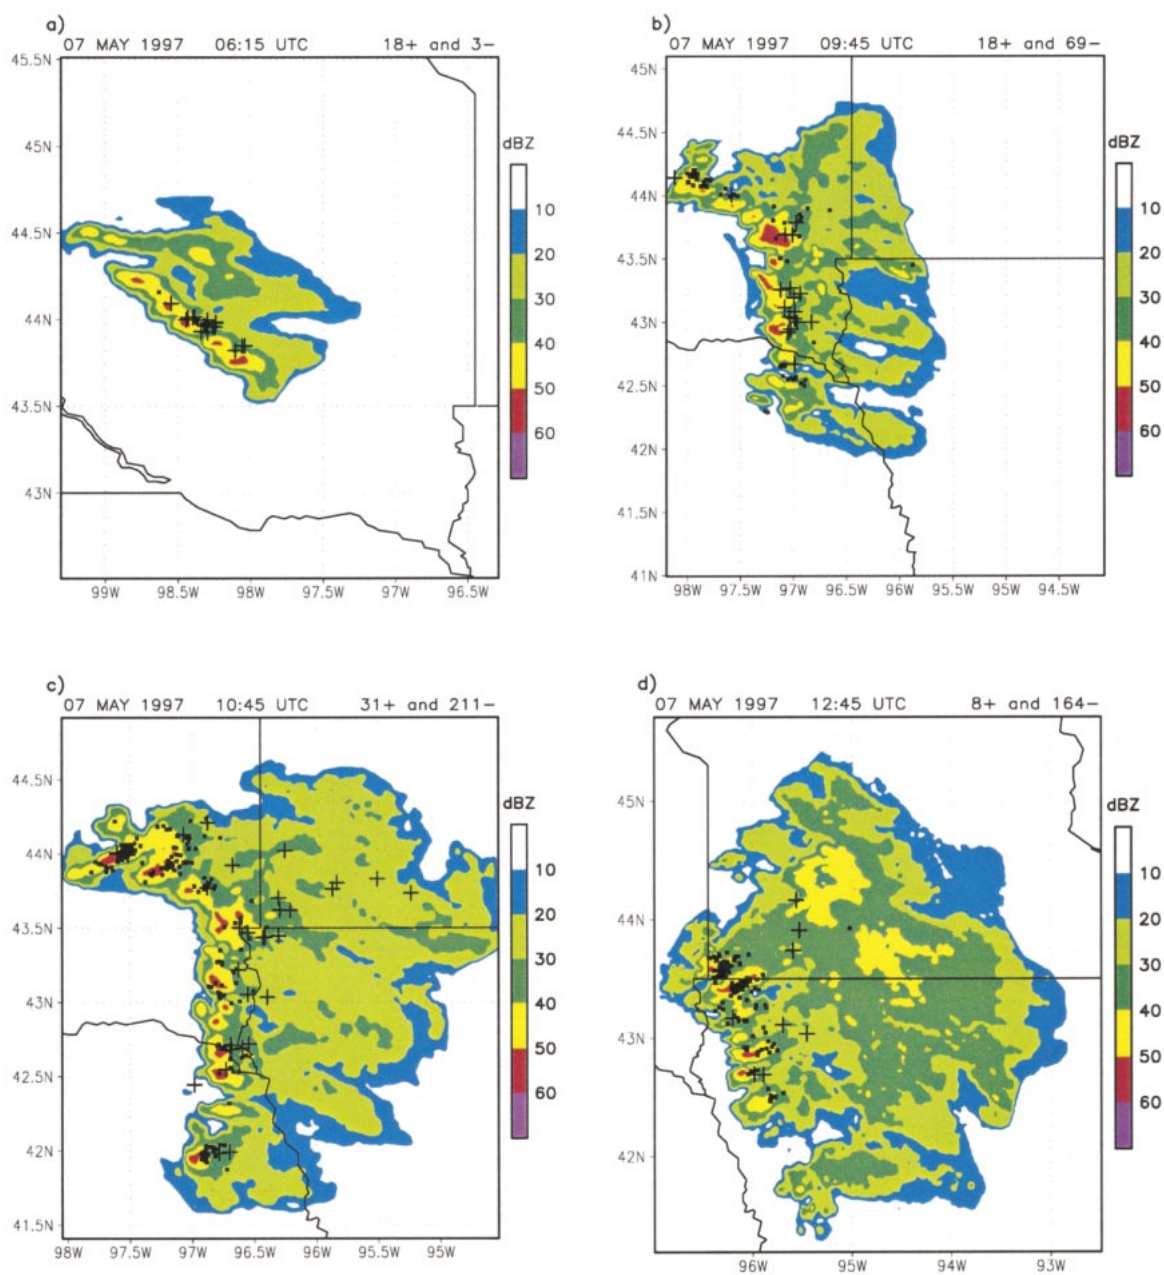 a)
07 MAY 1997 06:15 UTC 18+ and 3−
45.5N
45N
44.5N
44N
43.5N
43N
99W 98.5W 98W 97.5W 97W 96.5W
dBZ
10
20
30
40
50
60
b)
07 MAY 1997 09:45 UTC 18+ and 69−
45N
44.5N
44N
43.5N
43N
42.5N
42N
41.5N
41N
98W 97.5W 97W 96.5W 96W 95.5W 95W 94.5W
dBZ
10
20
30
40
50
60
c)
07 MAY 1997 10:45 UTC 31+ and 211−
44.5N
44N
43.5N
43N
42.5N
42N
41.5N
98W 97.5W 97W 96.5W 96W 95.5W 95W
dBZ
10
20
30
40
50
60
d)
07 MAY 1997 12:45 UTC 8+ and 164−
45N
44N
43N
42N
96W 95W 94W 93W
dBZ
10
20
30
40
50
60